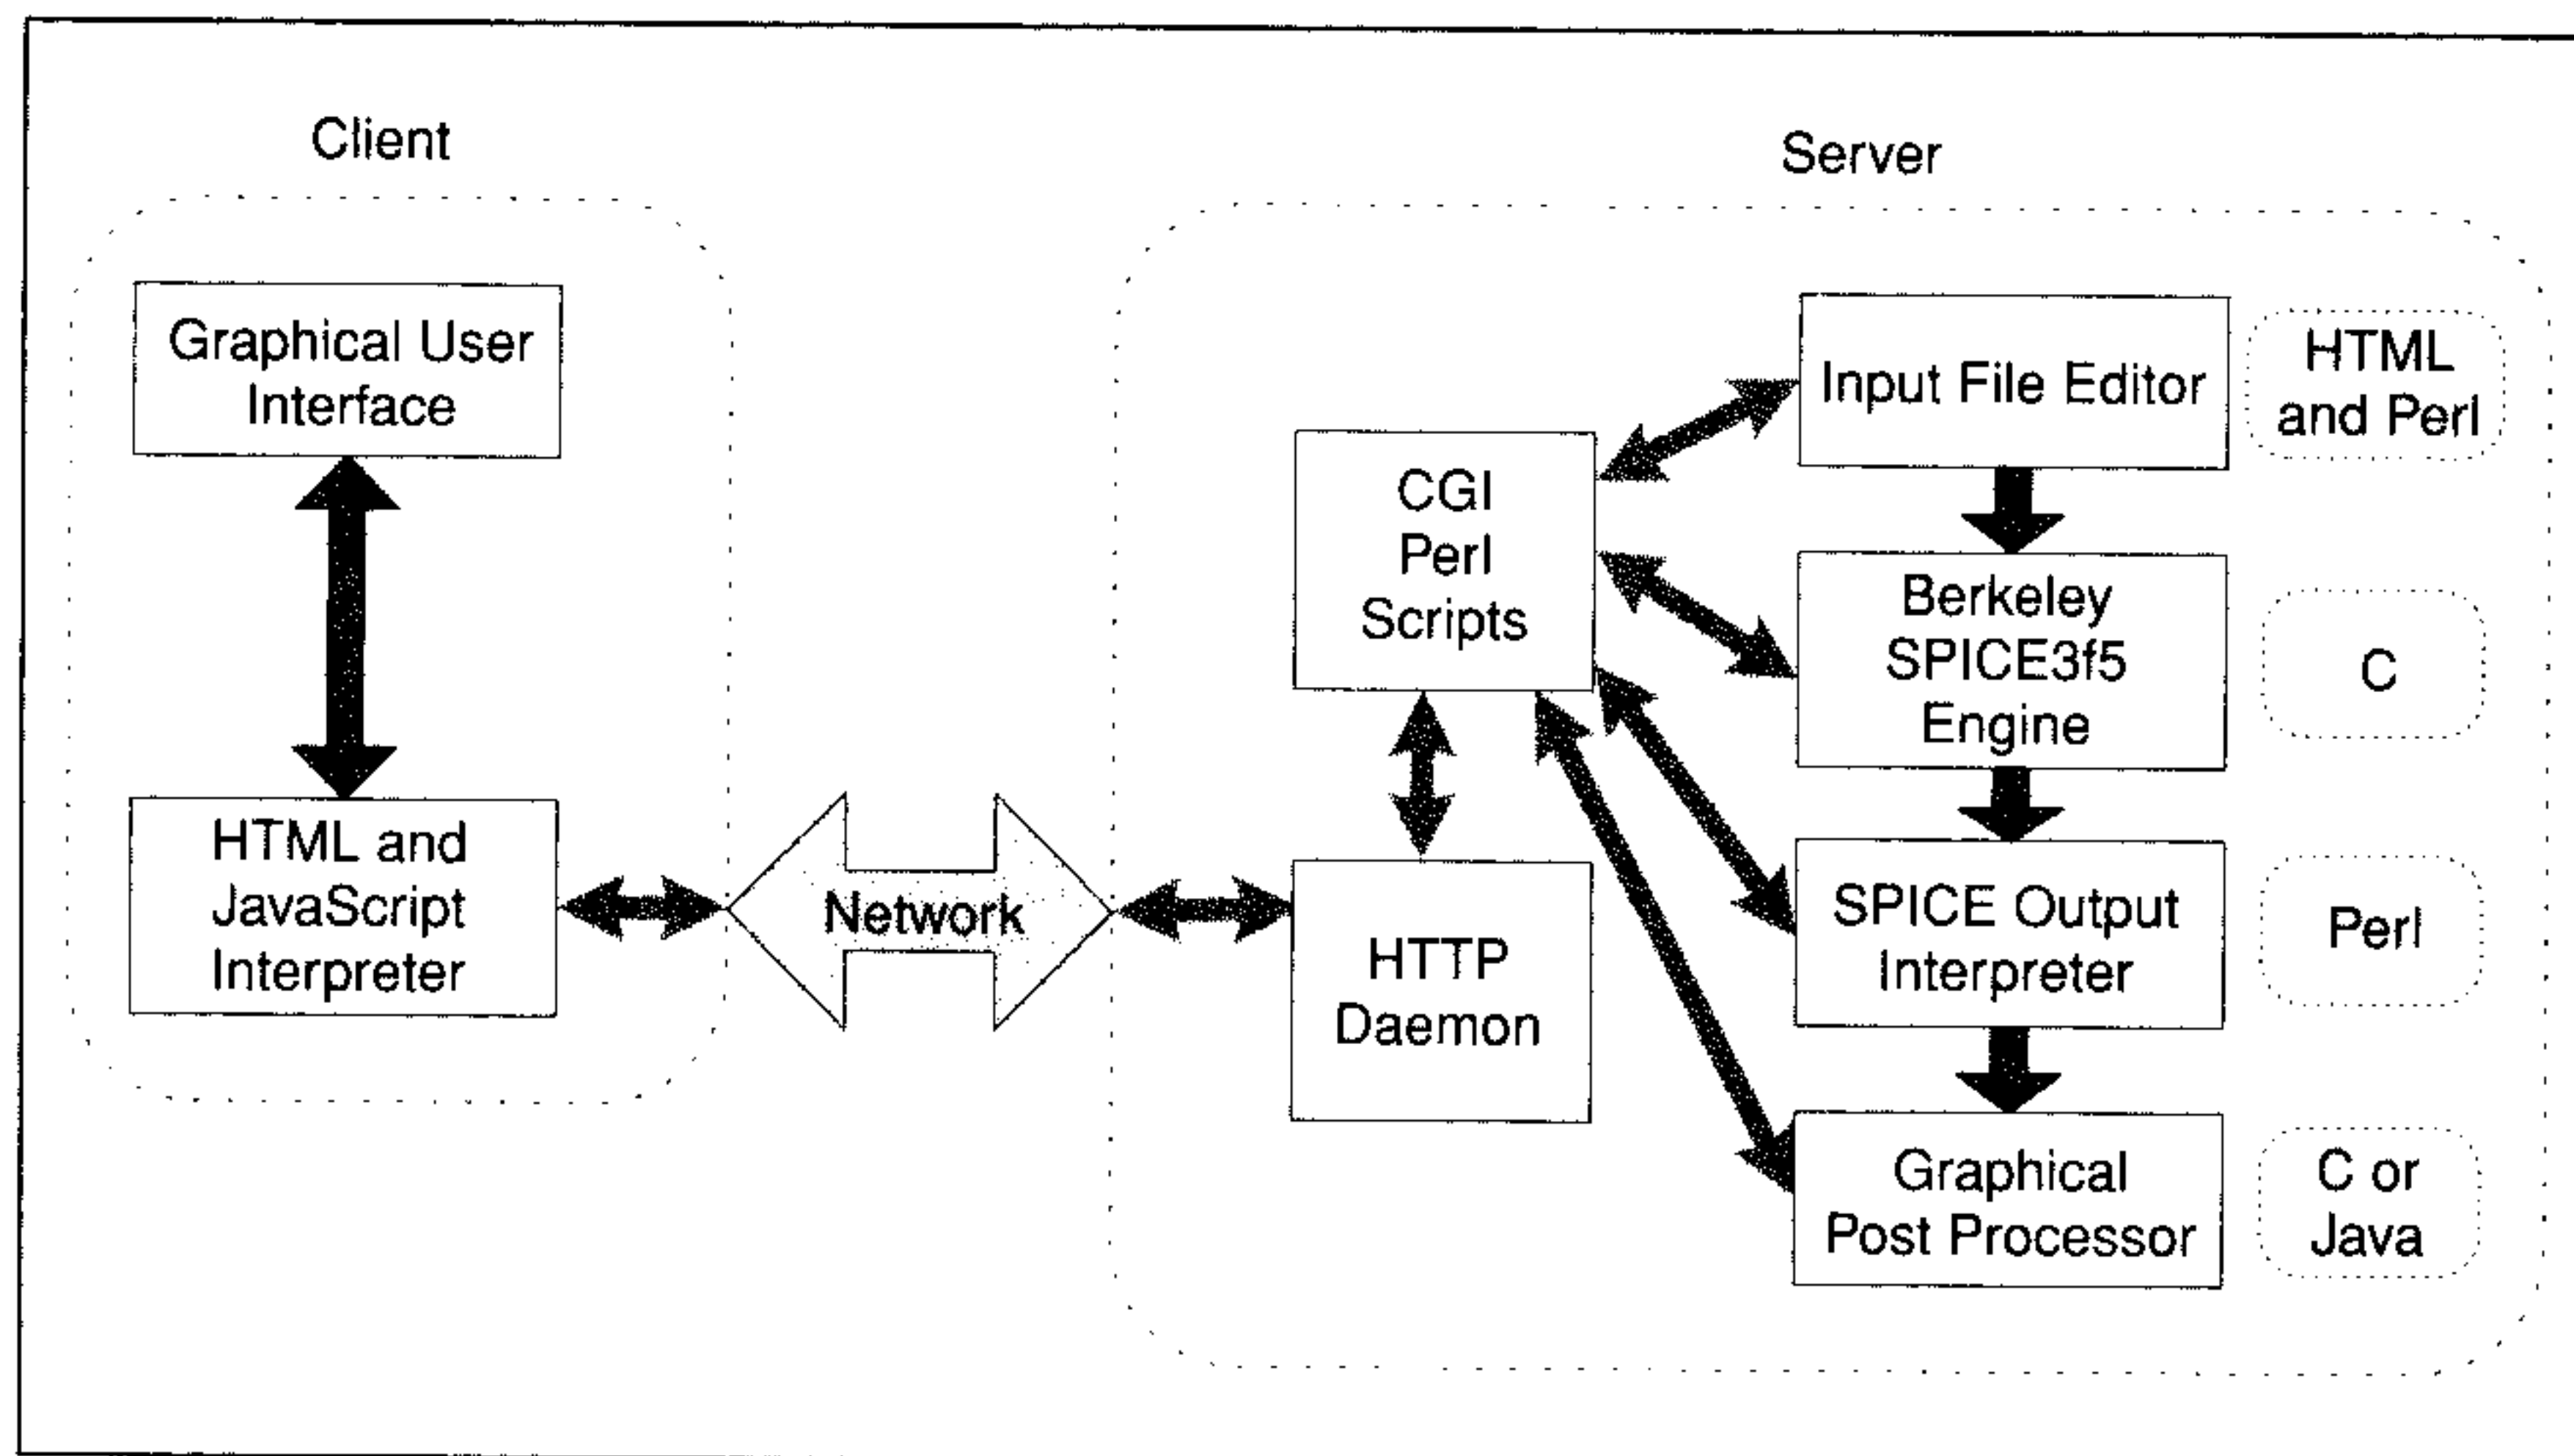 Client
Server
Graphical User
Interface
HTML and
JavaScript
Interpreter
Network
CGI
Perl
Scripts
HTTP
Daemon
Input File Editor
HTML
and Perl
Berkeley
SPICE3f5
Engine
C
SPICE Output
Interpreter
Perl
Graphical
Post Processor
C or
Java